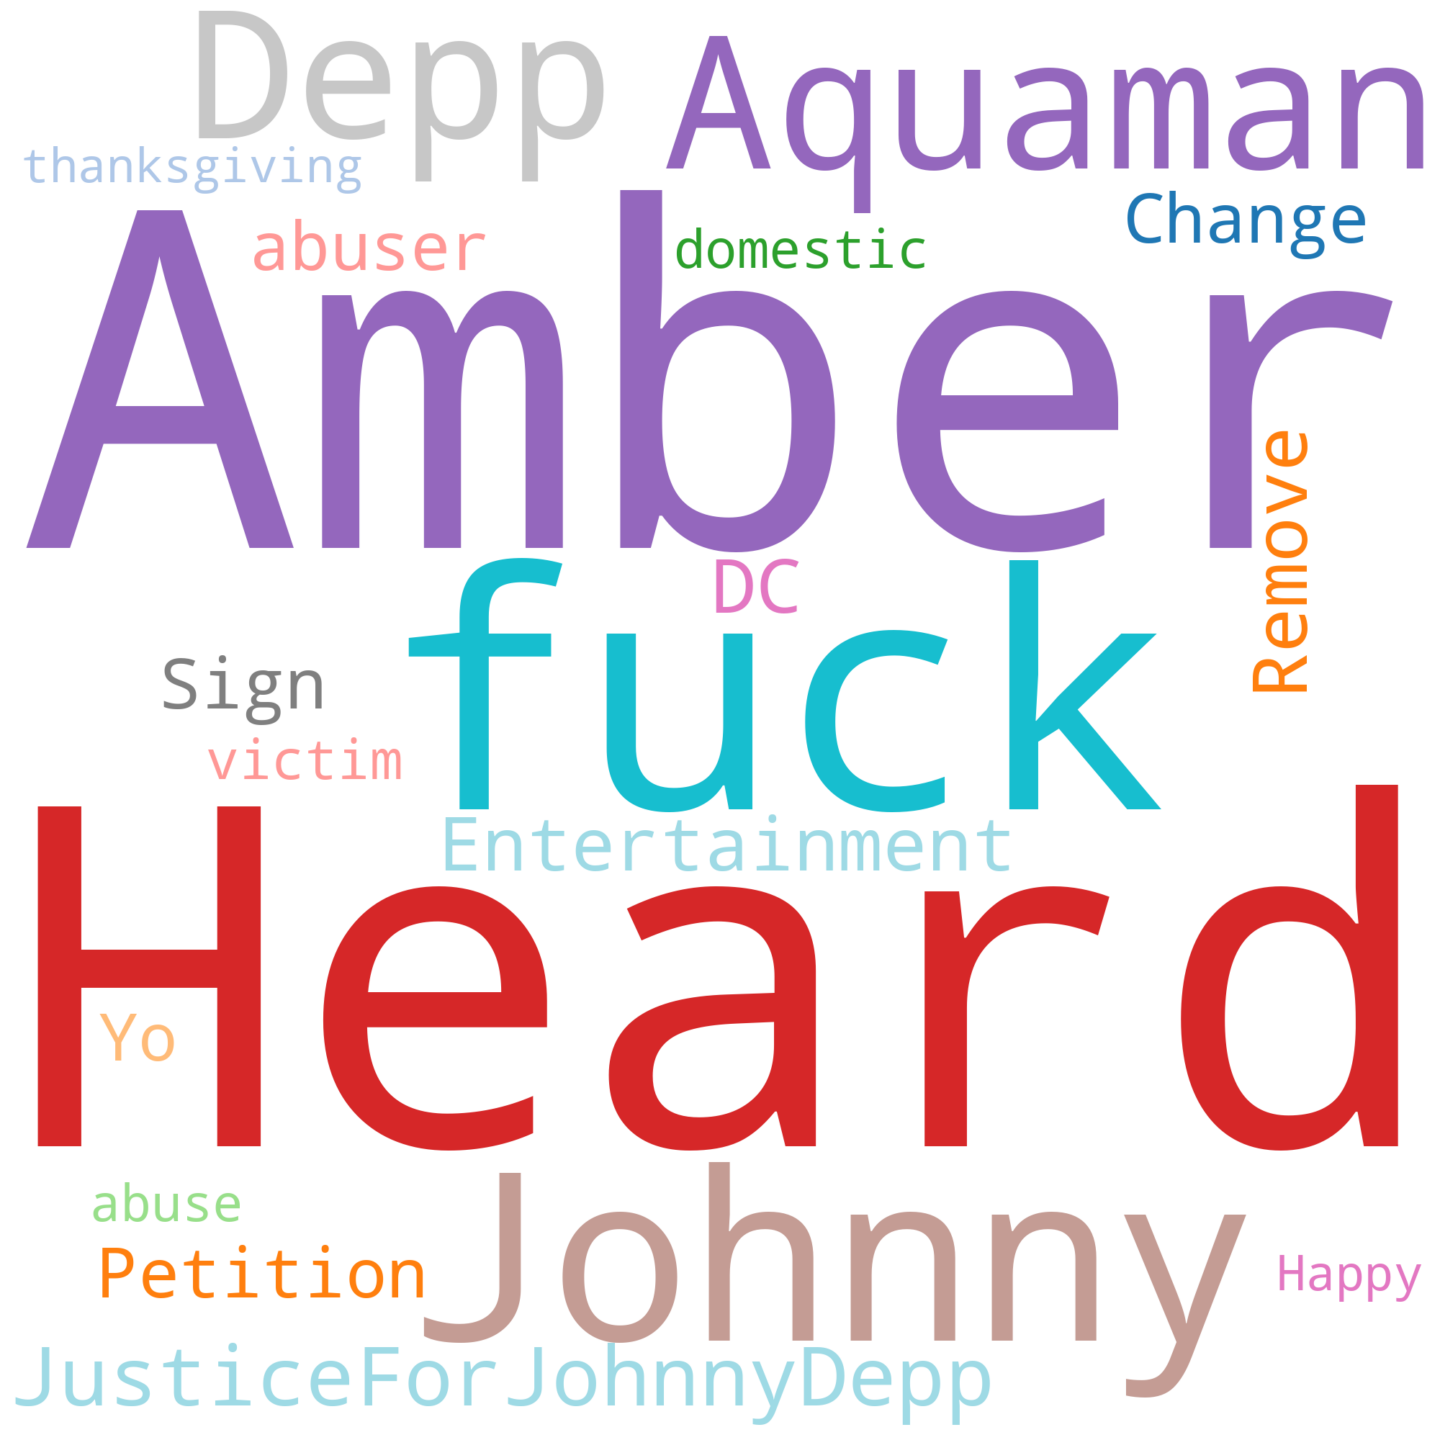 Depp
Aquaman
thanksgiving
Change
abuser
domestic
Amber
Remove
DC
fuck
Sign
victim
Entertainment
Heard
Yo
Johnny
abuse
Petition
Happy
JusticeForJohnnyDepp